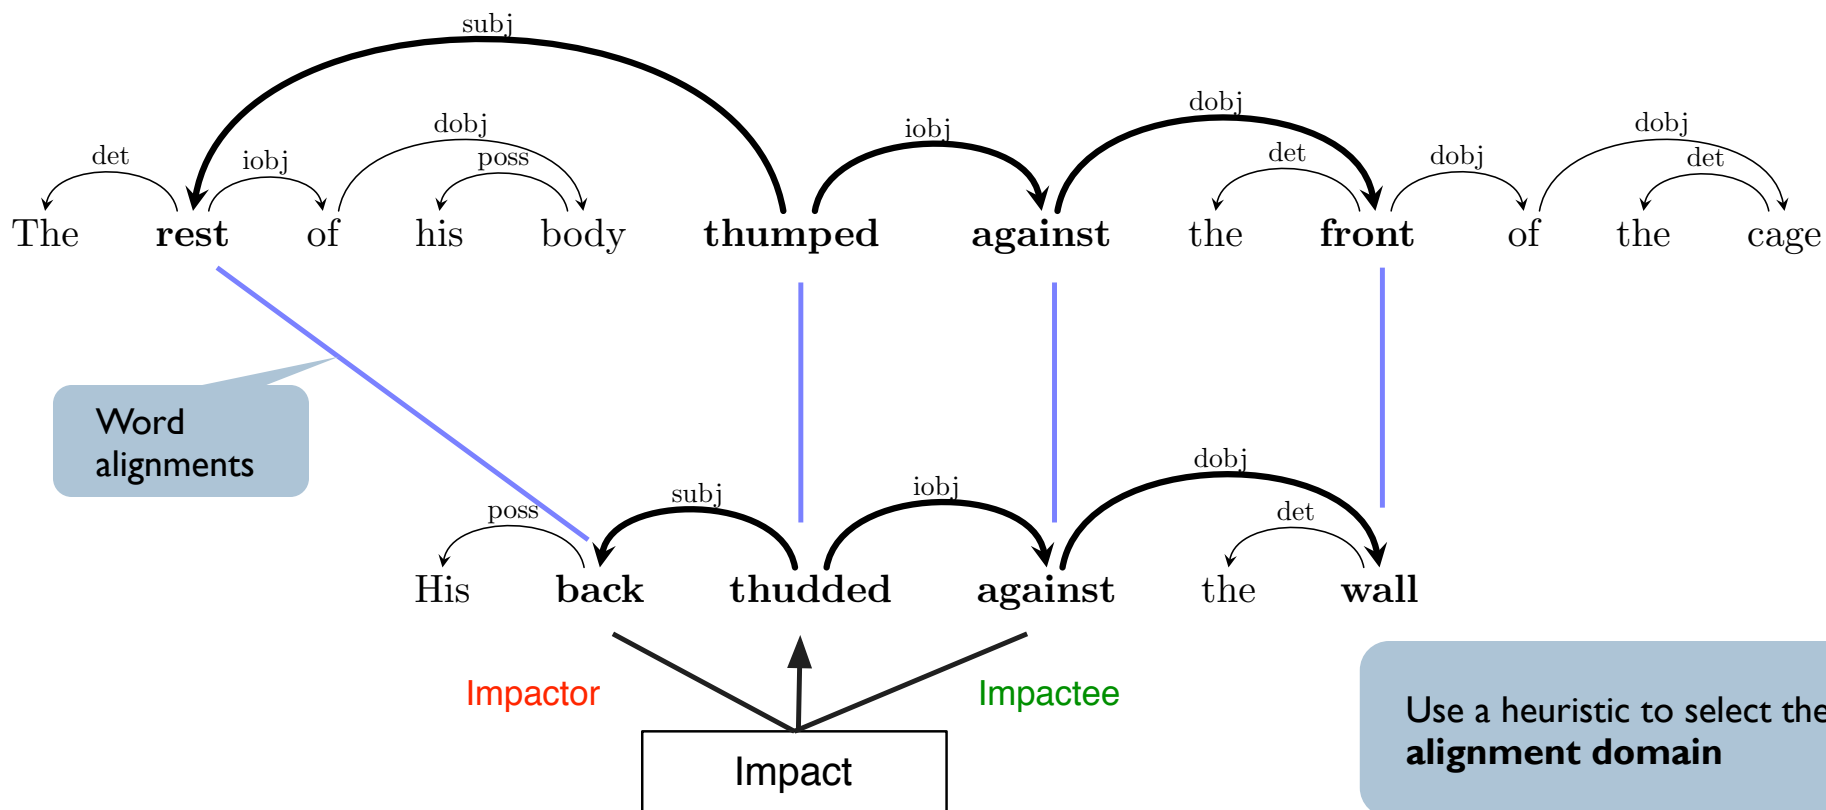 subj
dobj
iobj
dobj
dobj
det
iobj
poss
det
dobj
det
The rest of his body thumped against the front of the cage
Word
alignments
dobj
subj
iobj
poss
det
His back thudded against the wall
Impactor
Impactee
Impact
Use a heuristic to select the
alignment domain